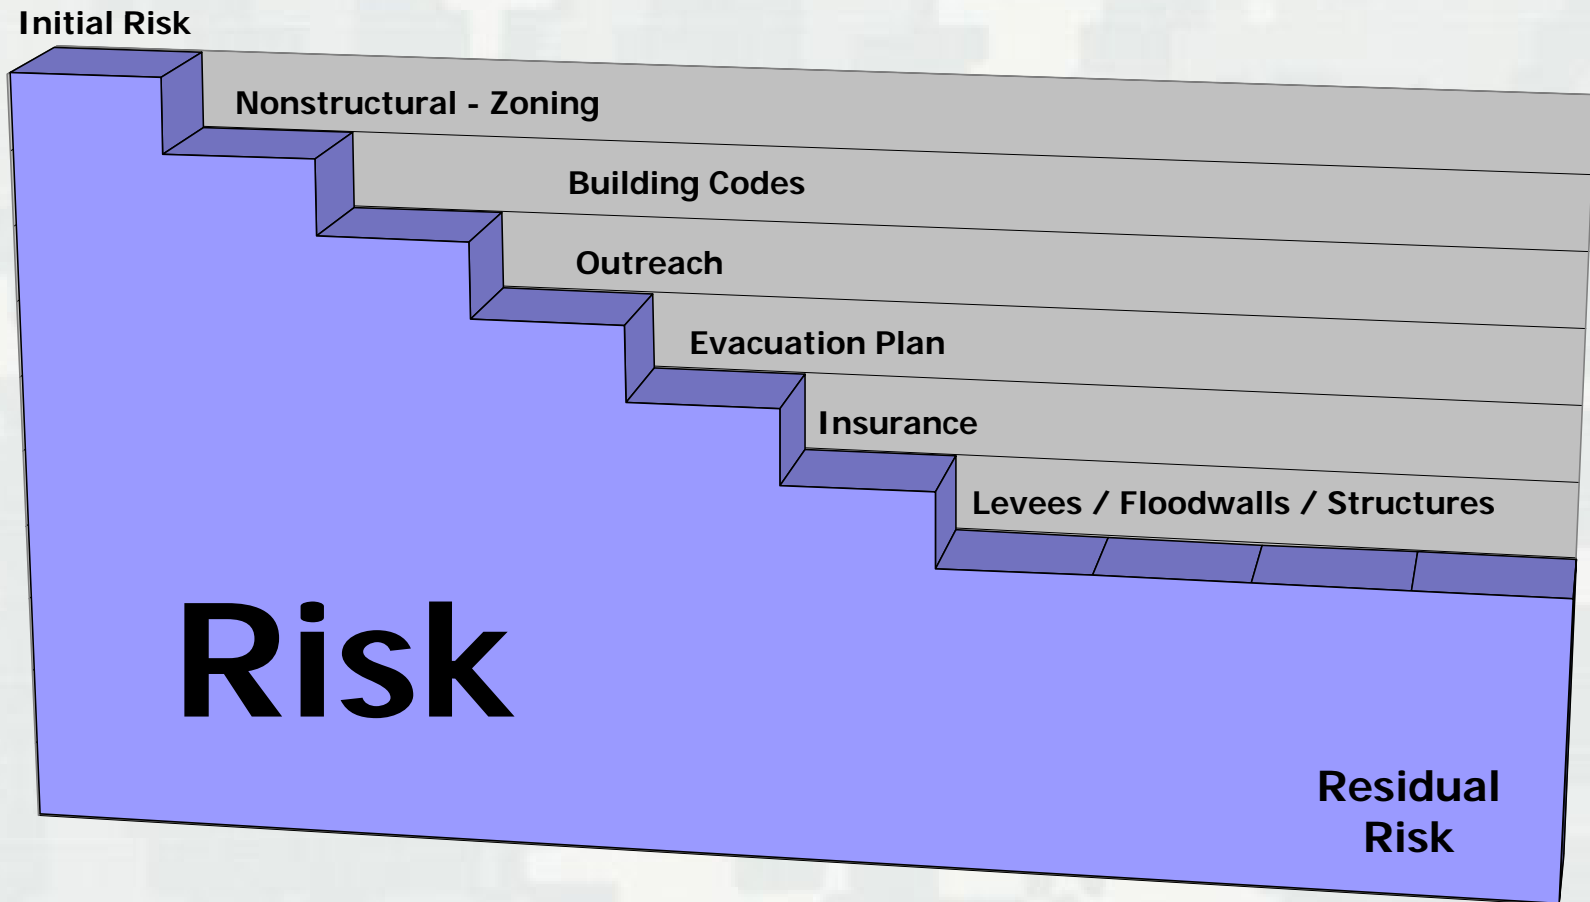 Initial Risk
Nonstructural - Zoning
Building Codes
Outreach
Evacuation Plan
Insurance
Levees / Floodwalls / Structures
Risk
Residual
Risk